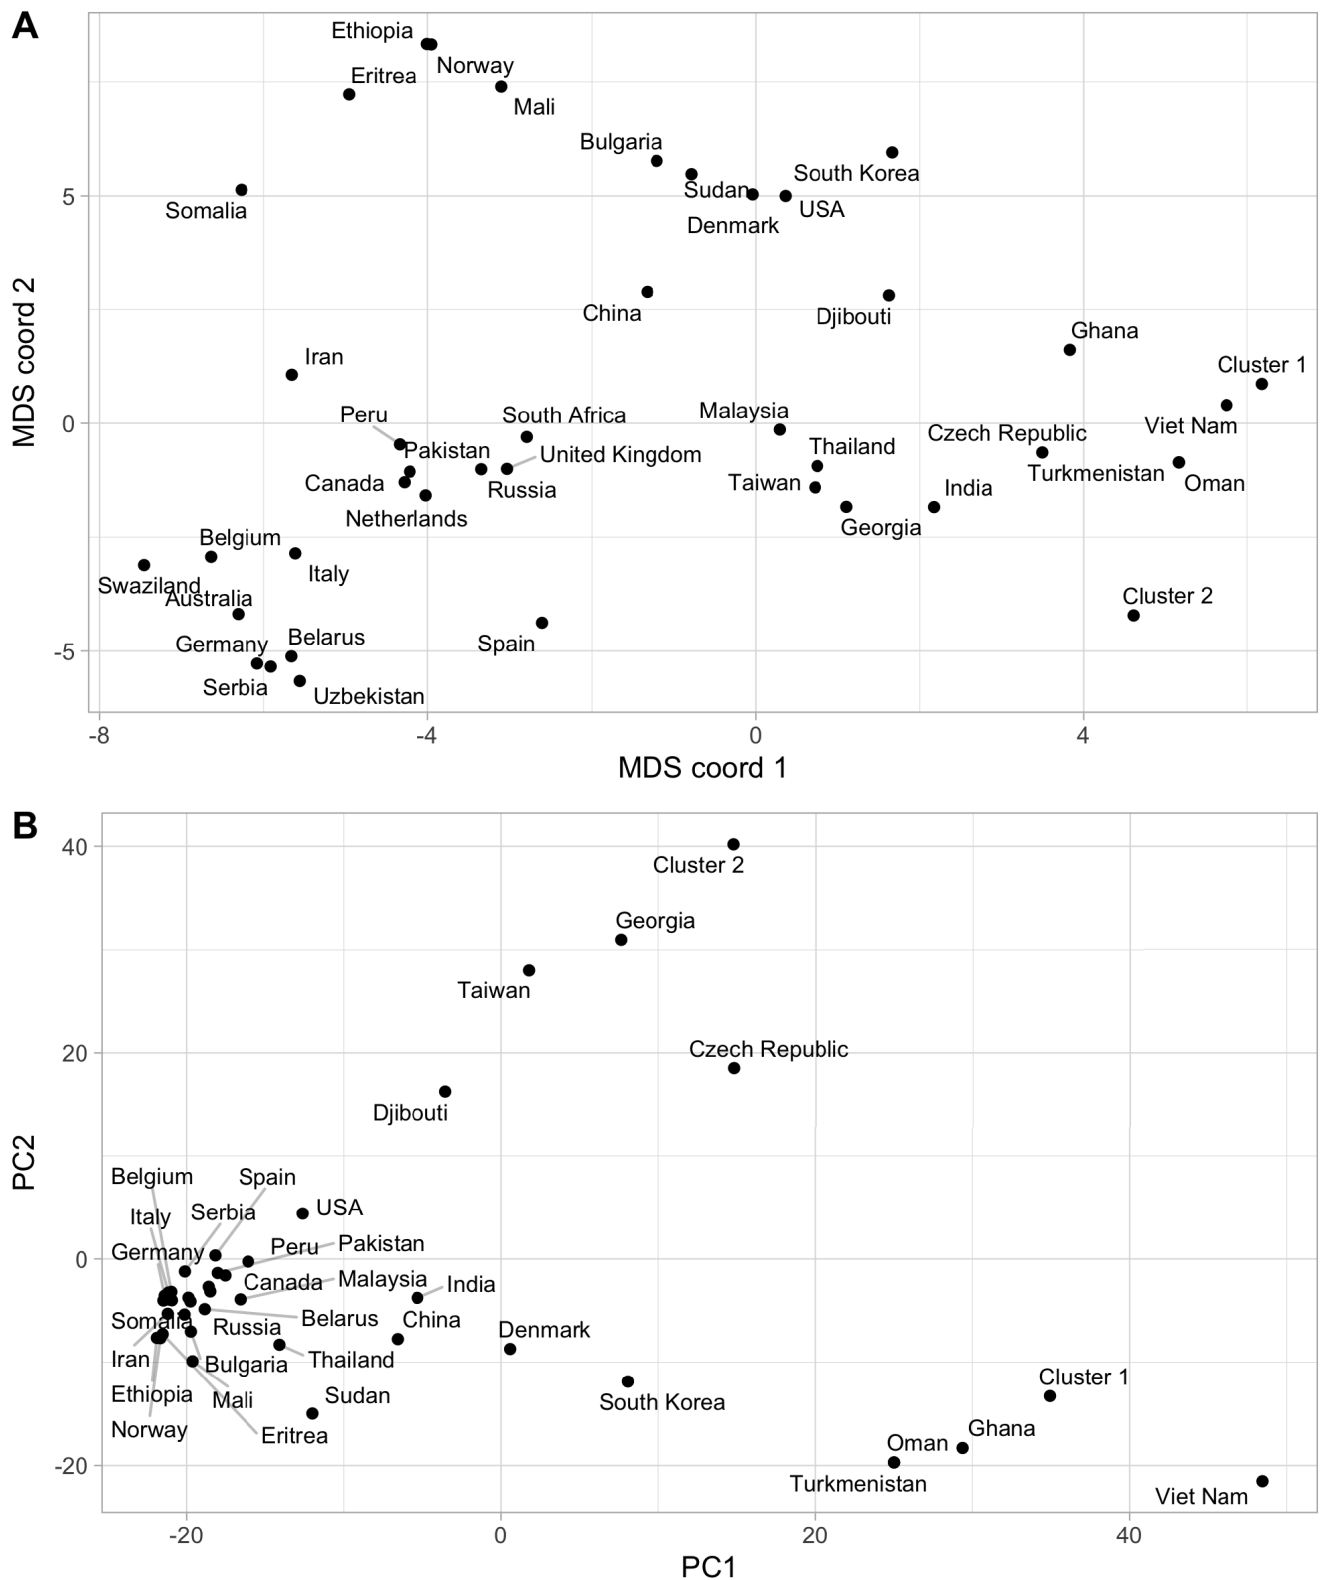 A
Ethiopia
Norway
Eritrea
Mali
Bulgaria
South Korea
Sudan
5
Somalia
USA
Denmark
MDS coord 2
China
Djibouti
Ghana
Iran
Cluster 1
Peru
South Africa
Malaysia
0
Viet Nam
Czech Republic
Pakistan
United Kingdom
Thailand
Turkmenistan
Canada
Russia
Taiwan
India
Oman
Netherlands
Georgia
Belgium
Italy
Swaziland
Australia
Cluster 2
Germany
Belarus
Spain
-5
Serbia
Uzbekistan
-8
-4
0
4
MDS coord 1
B
40
Cluster 2
Georgia
Taiwan
20
Czech Republic
Djibouti
PC2
Belgium
Spain
Italy
Serbia
USA
Germany
Peru
Pakistan
0
Canada
Malaysia
India
Somalia
Russia
Belarus
China
Denmark
Iran
Bulgaria
Thailand
Cluster 1
Ethiopia
Mali
Sudan
South Korea
Norway
Eritrea
Ghana
Oman
-20
Turkmenistan
Viet Nam
-20
0
20
40
PC1